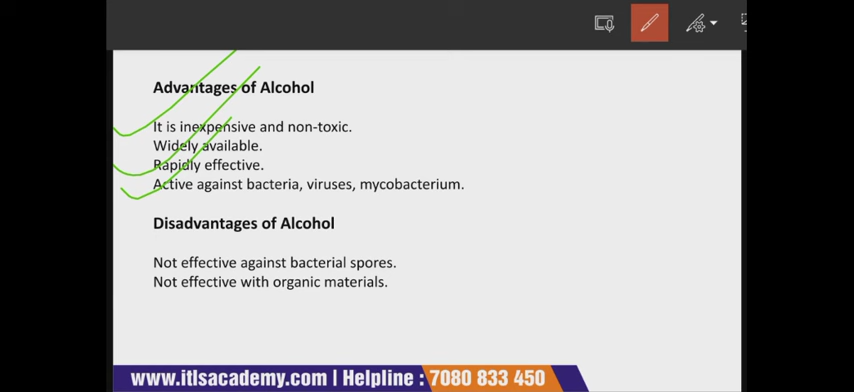 Advantages of Alcohol
It is inexpensive and non-toxic.
Widely available.
Rapidly effective.
Active against bacteria, viruses, mycobacterium.
Disadvantages of Alcohol
Not effective against bacterial spores.
Not effective with organic materials.
www.itlsacademy.com | Helpline : 7080 833 450